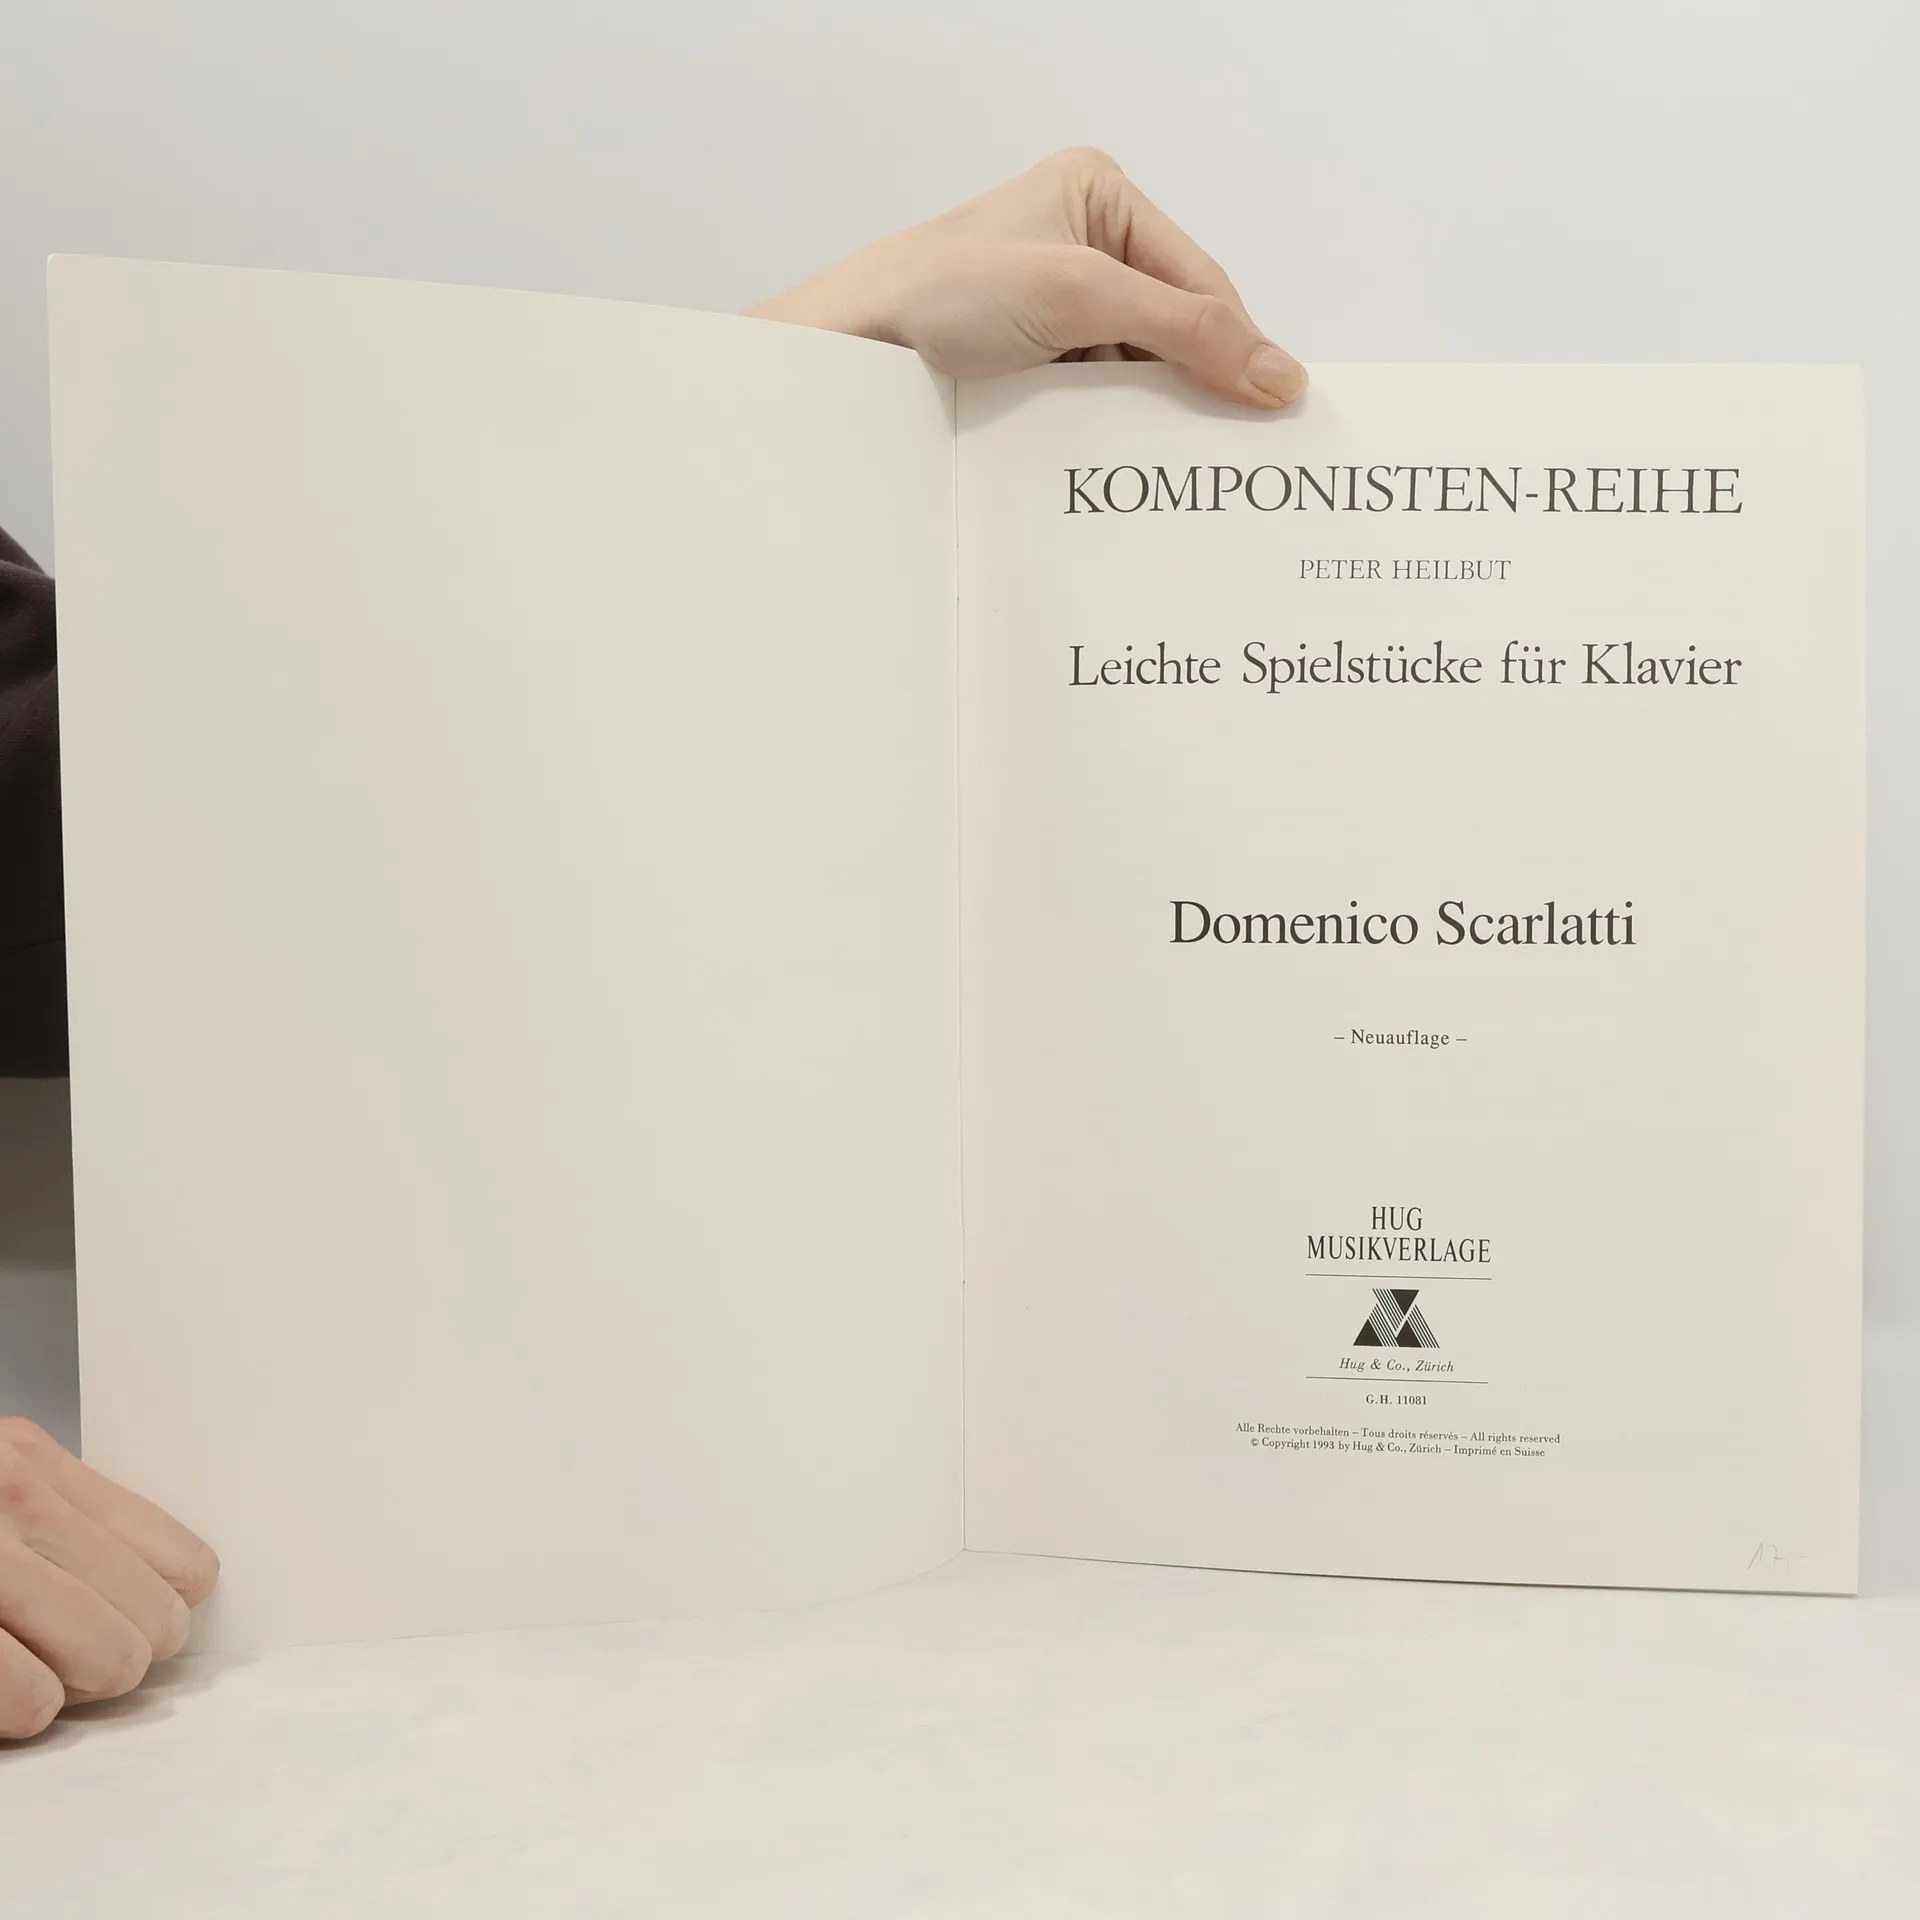 KOMPONISTEN-REIHE
PETER HEILBUT
Leichte Spielstücke für Klavier
Domenico Scarlatti
– Neuauflage –
HUG
MUSIKVERLAGE
Hug & Co., Zürich
G.H. 11081
Alle Rechte vorbehalten – Tous droits réservés – All rights reserved
© Copyright 1993 by Hug & Co., Zürich – Imprimé en Suisse
17,–